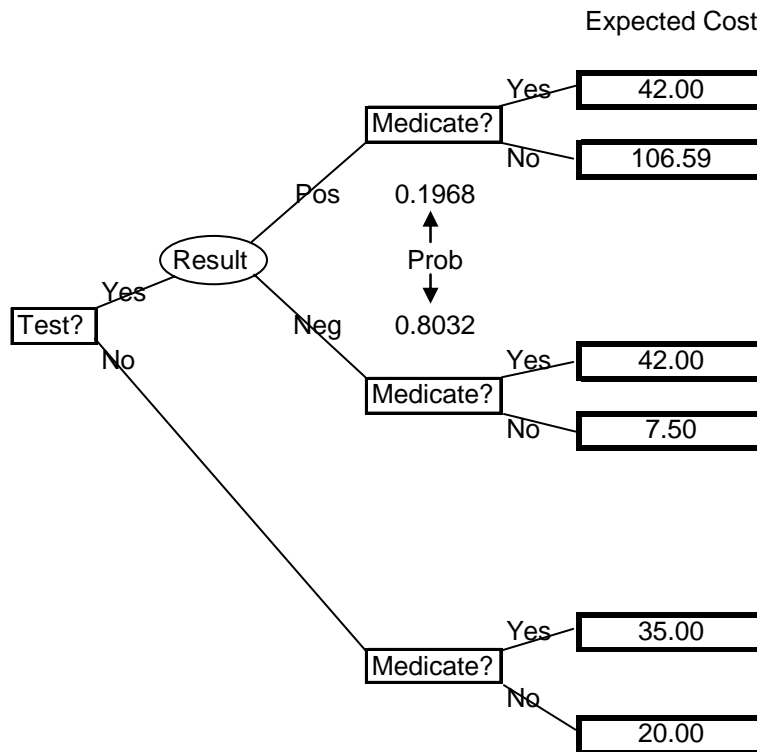 Expected Cost
Yes 42.00
Medicate?
No 106.59
Pos 0.1968
Result Prob
Yes
Test? Neg 0.8032
No Yes 42.00
Medicate?
No 7.50
Yes 35.00
Medicate?
No 20.00